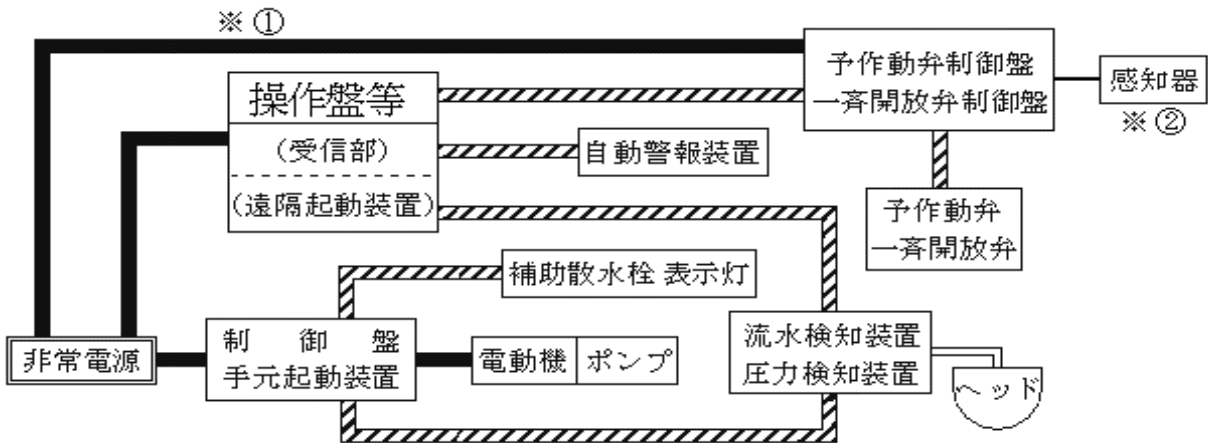 ※ ①
予作動弁制御盤
一斉開放弁制御盤
感知器
※ ②
操作盤等
(受信部)
(遠隔起動装置)
自動警報装置
予作動弁
一斉開放弁
補助散水栓 表示灯
非常電源
制 御 盤
手元起動装置
電動機 ポンプ
流水検知装置
圧力検知装置
ヘッド